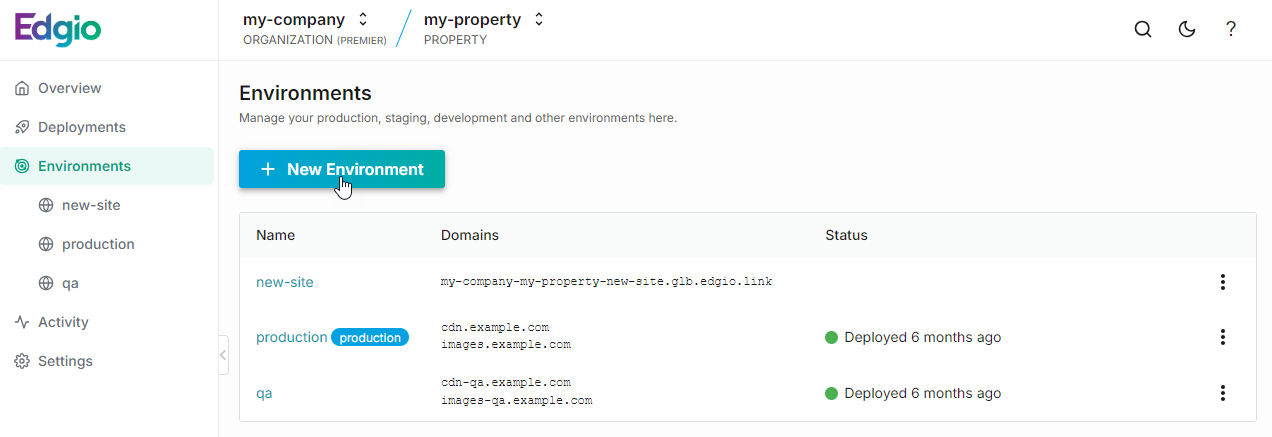 Edgio
my-company
my-property
ORGANIZATION (PREMIER)
PROPERTY
?
Overview
Deployments
Environments
new-site
production
qa
Activity
Settings
Environments
Manage your production, staging, development and other environments here.
+ New Environment
Name Domains Status
new-site my-company-my-property-new-site.glb.edgio.link
production production cdn.example.com
images.example.com Deployed 6 months ago
qa cdn-qa.example.com
images-qa.example.com Deployed 6 months ago